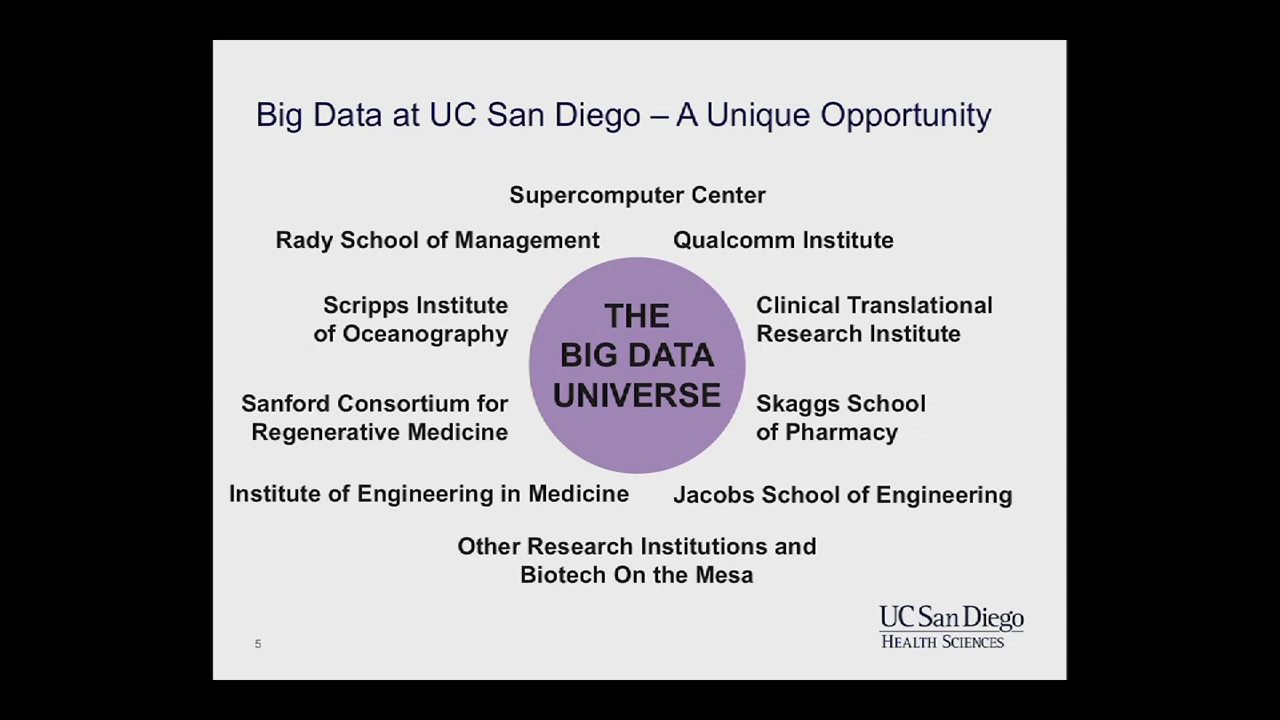 Big Data at UC San Diego – A Unique Opportunity
Supercomputer Center
Rady School of Management
Qualcomm Institute
Scripps Institute
of Oceanography
THE
BIG DATA
UNIVERSE
Clinical Translational
Research Institute
Sanford Consortium for
Regenerative Medicine
Skaggs School
of Pharmacy
Institute of Engineering in Medicine
Jacobs School of Engineering
Other Research Institutions and
Biotech On the Mesa
5
UC San Diego
HEALTH SCIENCES